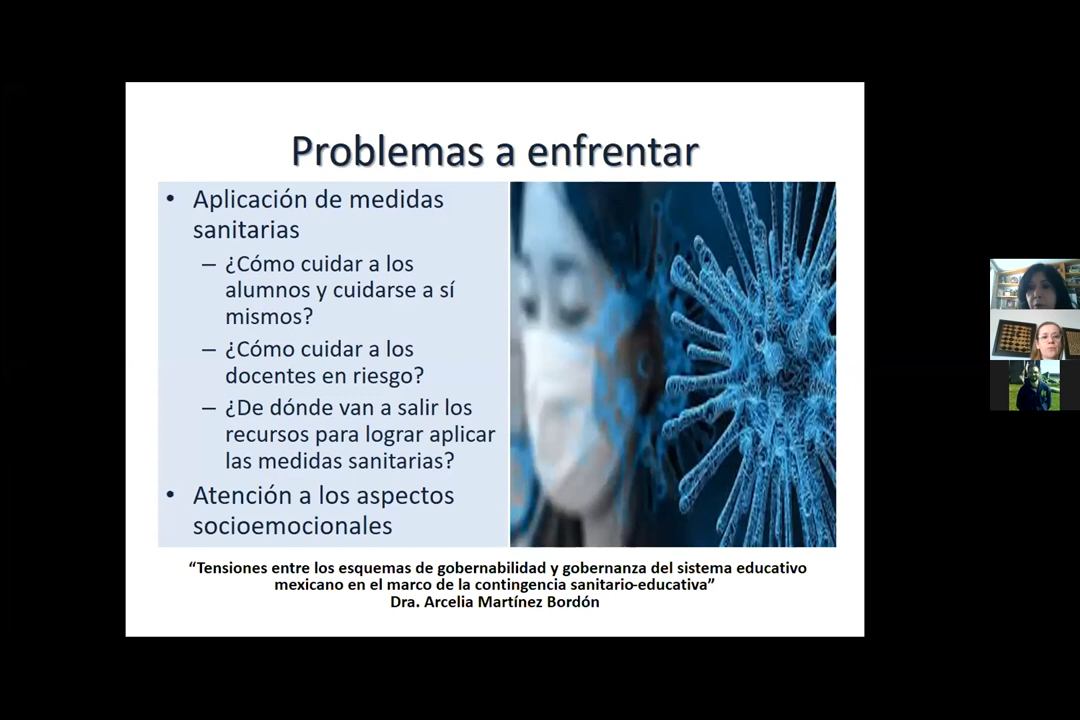 Problemas a enfrentar
• Aplicación de medidas
sanitarias
– ¿Cómo cuidar a los
alumnos y cuidarse a sí
mismos?
– ¿Cómo cuidar a los
docentes en riesgo?
– ¿De dónde van a salir los
recursos para lograr aplicar
las medidas sanitarias?
• Atención a los aspectos
socioemocionales
“Tensiones entre los esquemas de gobernabilidad y gobernanza del sistema educativo
mexicano en el marco de la contingencia sanitario-educativa”
Dra. Arcelia Martínez Bordón